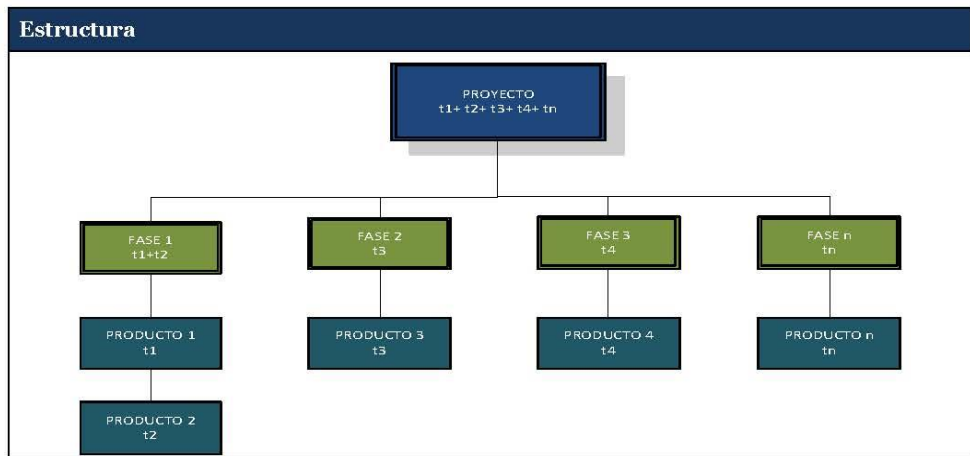 Estructura
PROYECTO
t1+ t2+ t3+ t4+ tn
FASE 1
t1+t2
FASE 2
t3
FASE 3
t4
FASE n
tn
PRODUCTO 1
t1
PRODUCTO 3
t3
PRODUCTO 4
t4
PRODUCTO n
tn
PRODUCTO 2
t2